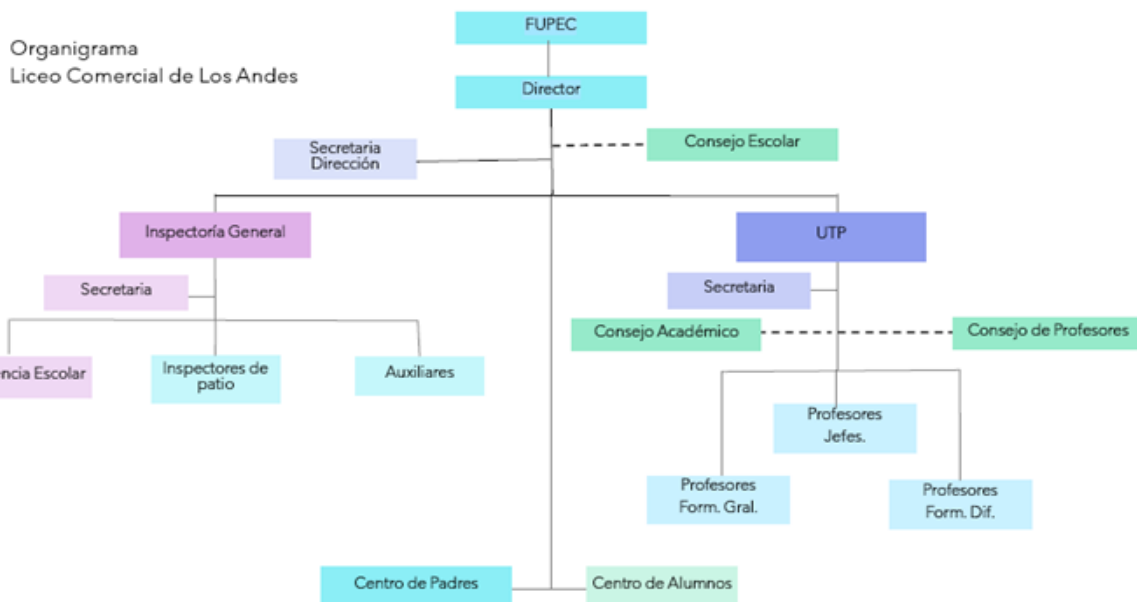 FUPEC
Organigrama
Liceo Comercial de Los Andes
Director
Consejo Escolar
Secretaria
Dirección
Inspectoría General
UTP
Secretaria
Secretaria
Consejo Académico
Consejo de Profesores
Escolar
Inspectores de
patio
Auxiliares
Profesores
Jefes.
Profesores
Form. Gral.
Profesores
Form. Dif.
Centro de Padres
Centro de Alumnos